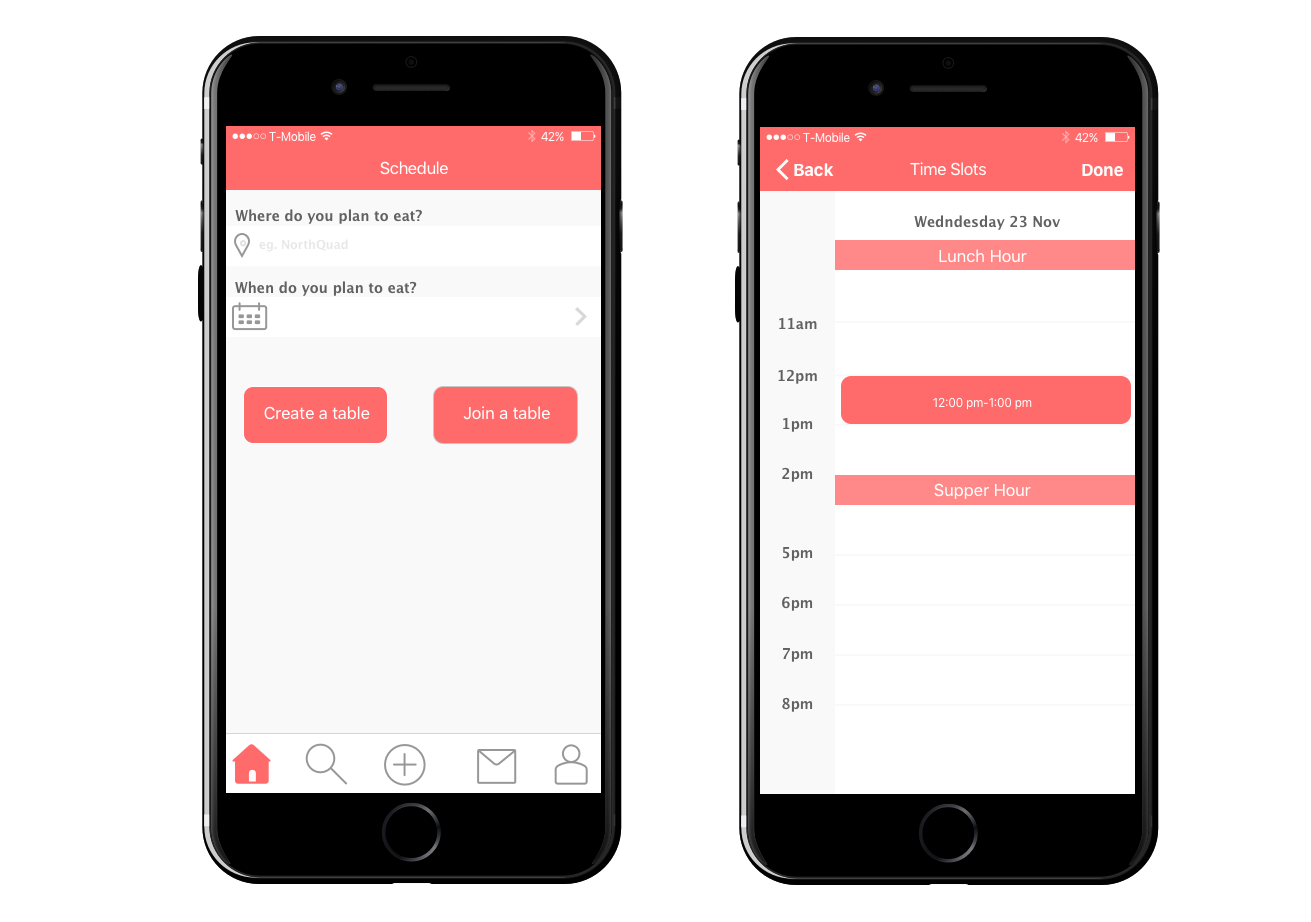 T-Mobile 42%
Schedule
Where do you plan to eat?
eg. NorthQuad
When do you plan to eat?
Create a table Join a table
T-Mobile 42%
Back Time Slots Done
Wedndesday 23 Nov
Lunch Hour
11am
12pm
12:00 pm-1:00 pm
1pm
2pm
Supper Hour
5pm
6pm
7pm
8pm